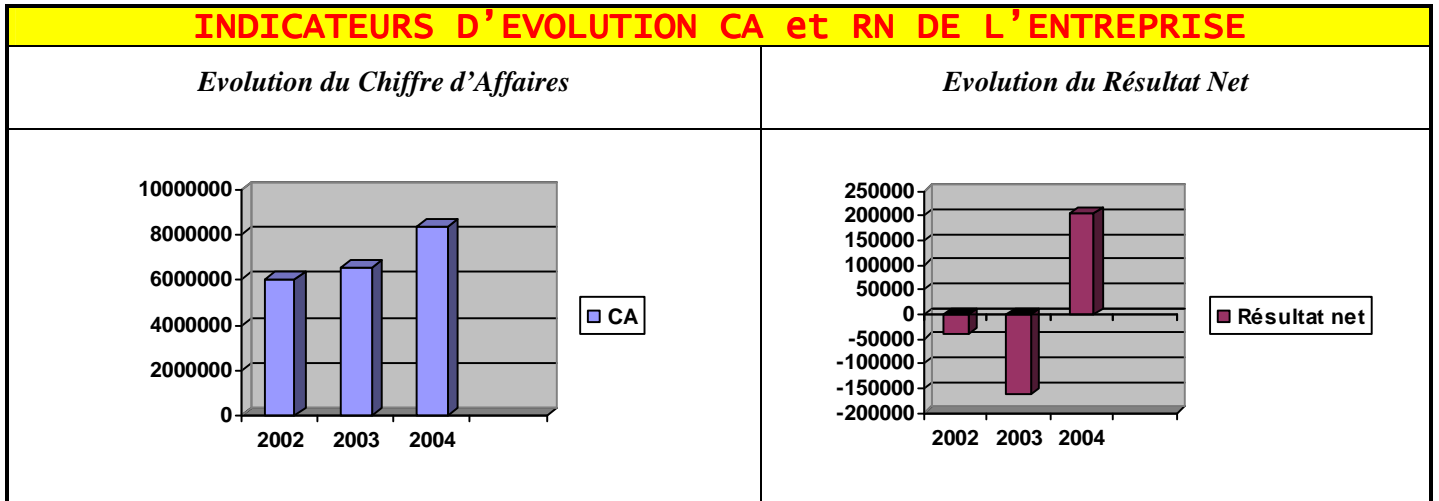 INDICATEURS D’EVOLUTION CA et RN DE L’ENTREPRISE
Evolution du Chiffre d’Affaires
Evolution du Résultat Net
10000000
8000000
6000000
4000000
2000000
0
2002 2003 2004
CA
250000
200000
150000
100000
50000
0
-50000
-100000
-150000
-200000
2002 2003 2004
Résultat net